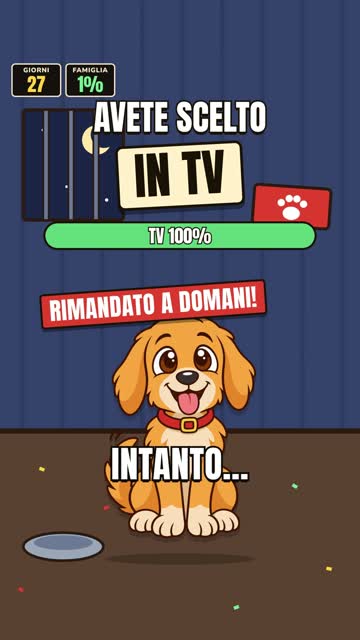 GIORNI
27
FAMIGLIA
1%
AVETE SCELTO
IN TV
TV 100%
RIMANDATO A DOMANI!
INTANTO...